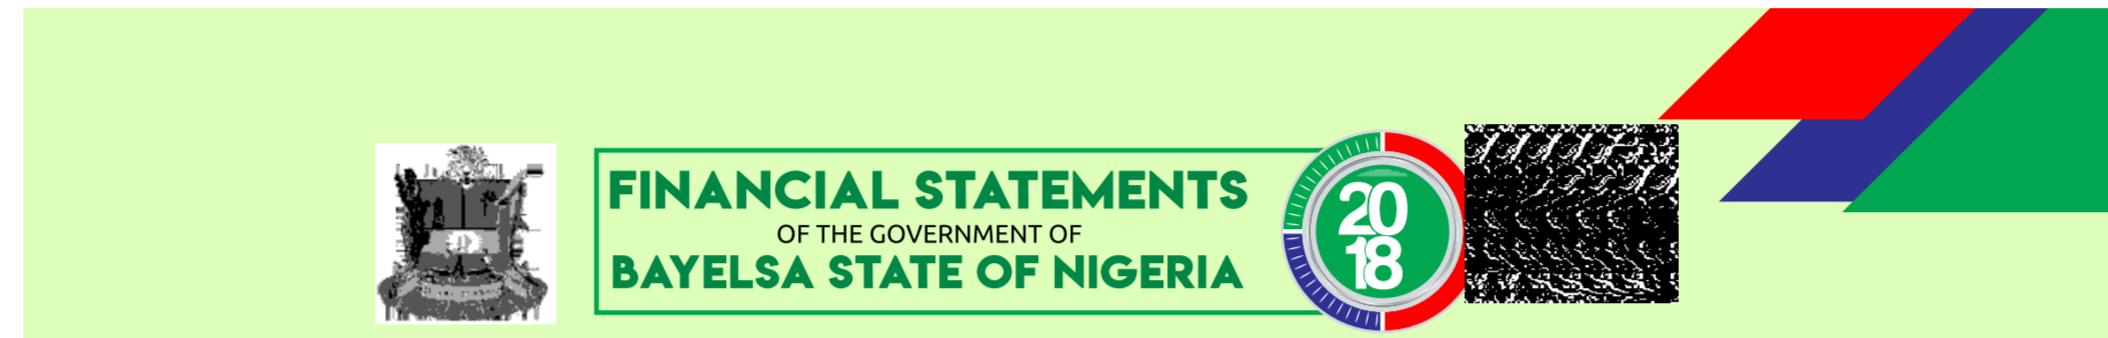 FINANCIAL STATEMENTS
OF THE GOVERNMENT OF
BAYELSA STATE OF NIGERIA
20
18